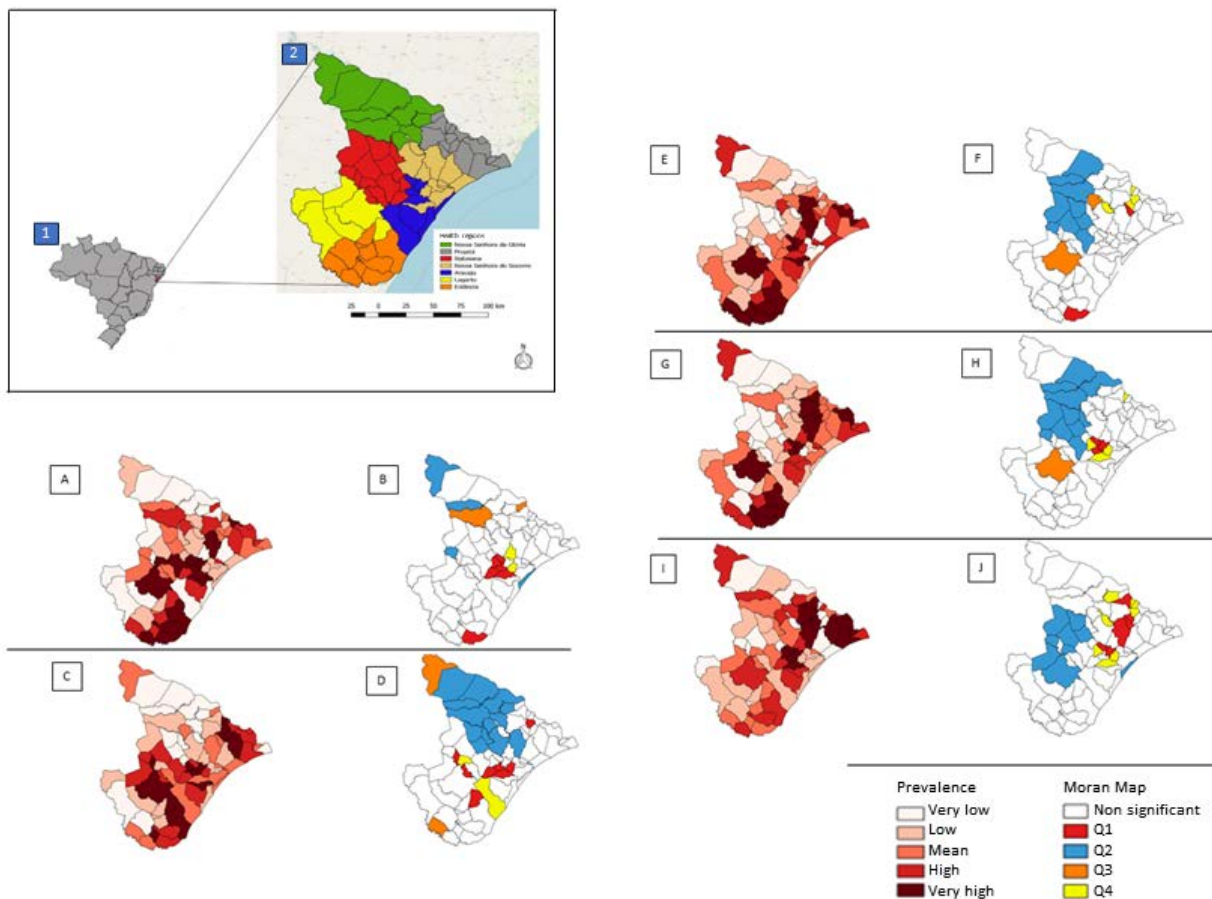 1
2
Health regions
Nossa Senhora da Glória
Propriá
Itabaiana
Nossa Senhora do Socorro
Aracaju
Lagarto
Estância
25 0 25 50 75 100 km
N
A
B
C
D
E
F
G
H
I
J
Prevalence
Very low
Low
Mean
High
Very high
Moran Map
Non significant
Q1
Q2
Q3
Q4